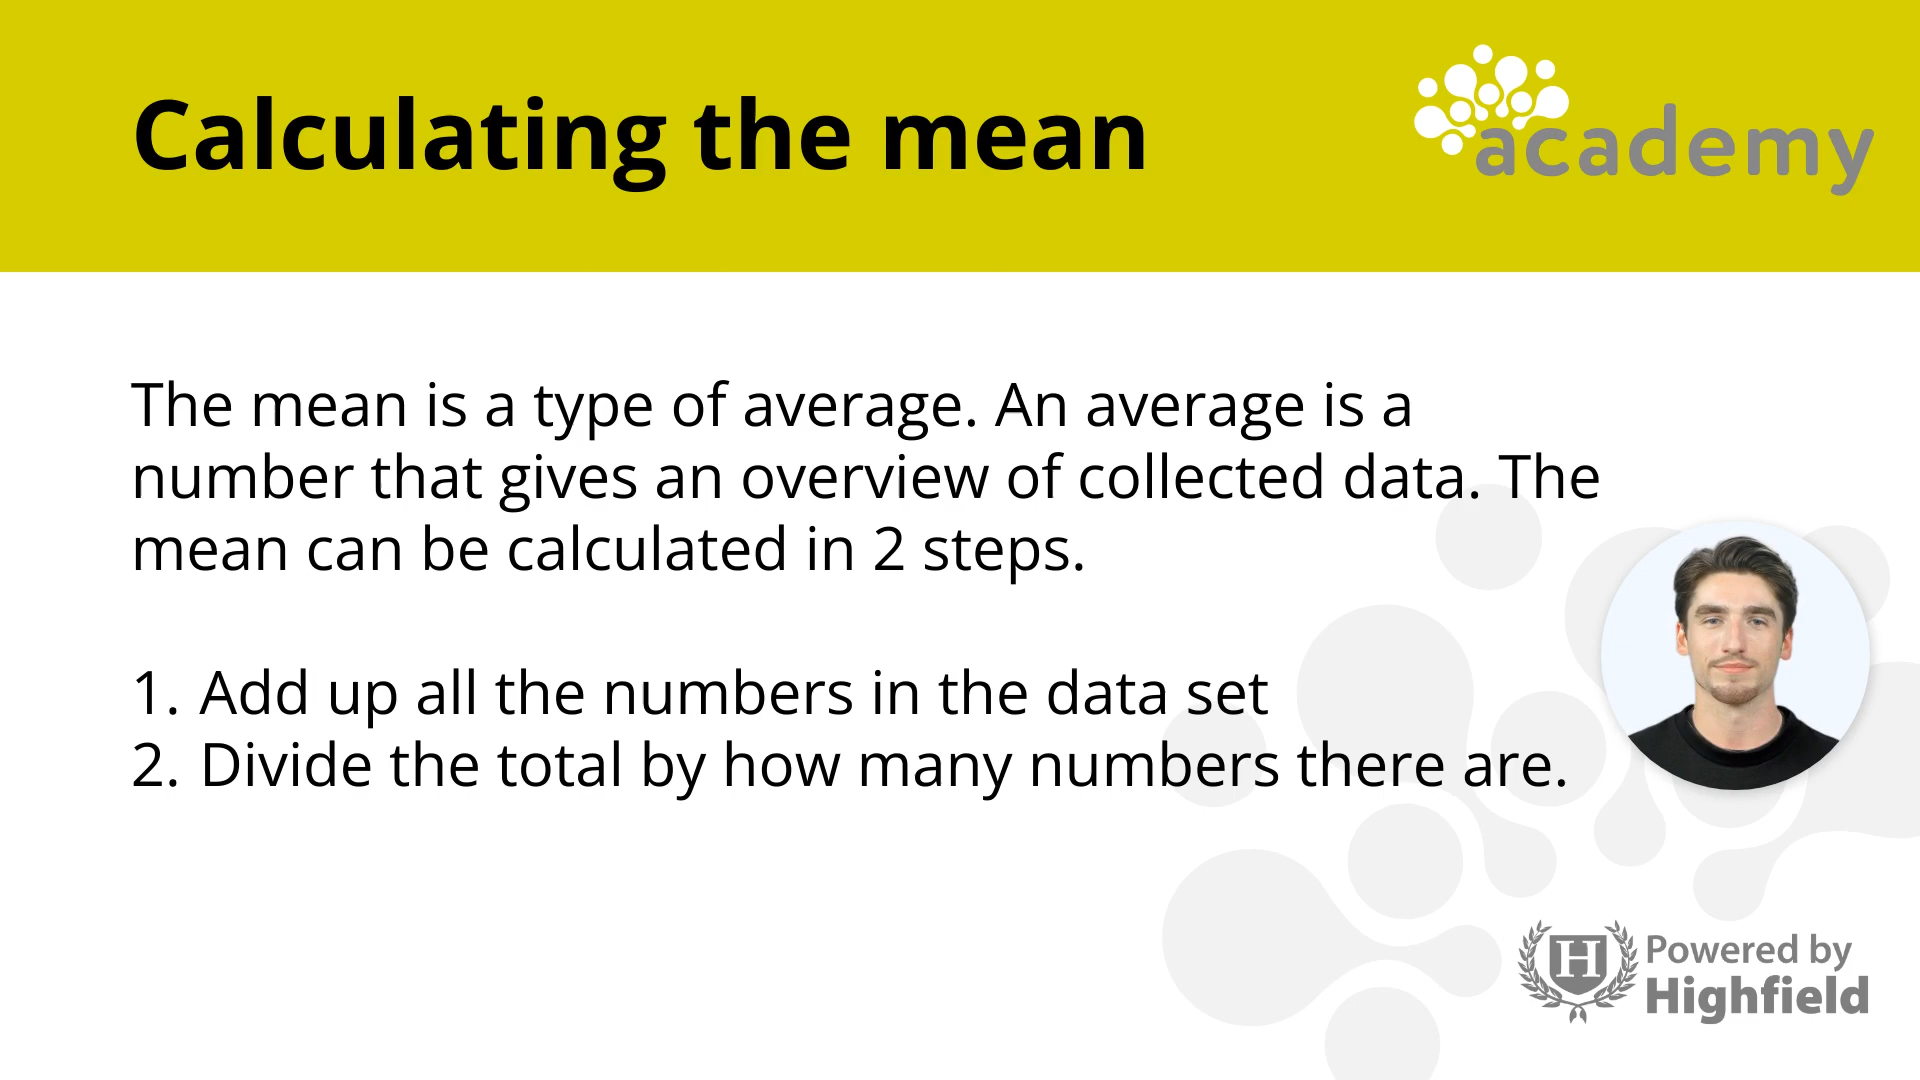 Calculating the mean
academy
The mean is a type of average. An average is a
number that gives an overview of collected data. The
mean can be calculated in 2 steps.
1. Add up all the numbers in the data set
2. Divide the total by how many numbers there are.
H
Powered by
Highfield